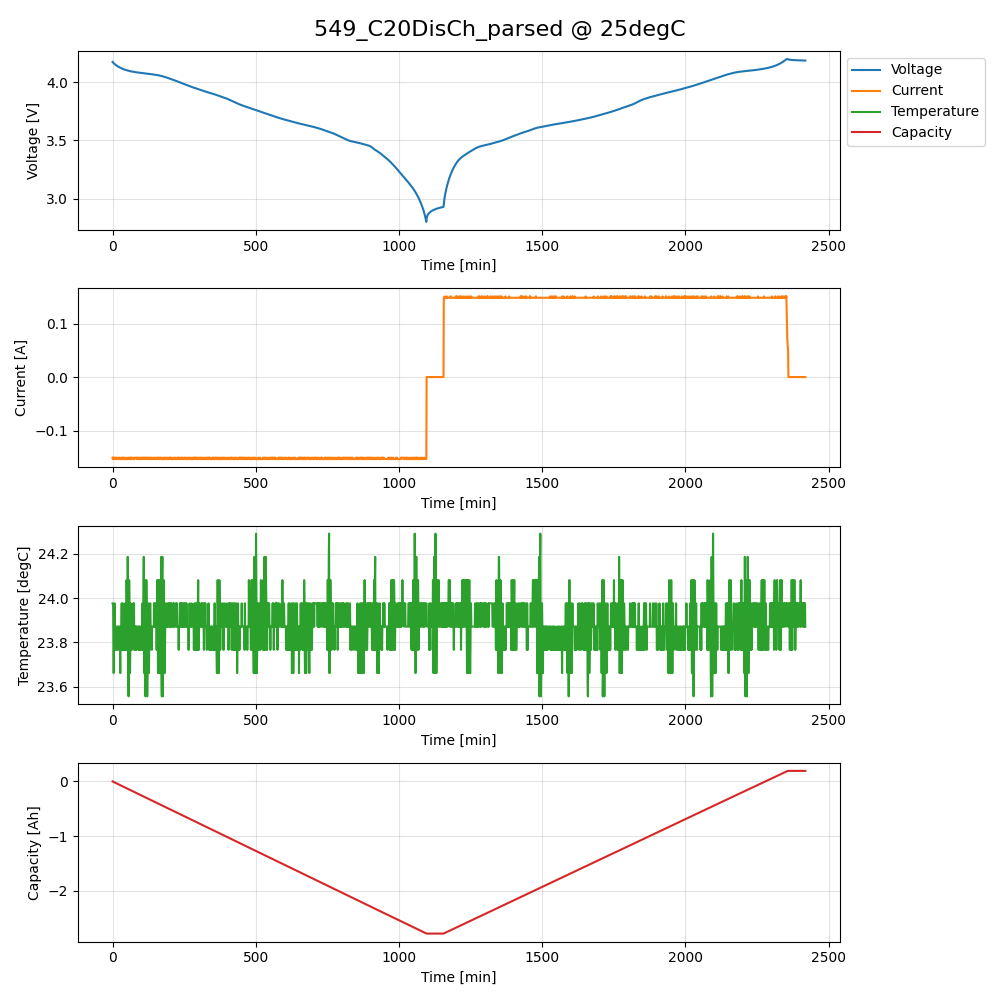 549_C20DisCh_parsed @ 25degC
Voltage [V]
4.0
3.5
3.0
0 500 1000 1500 2000 2500
Time [min]
Voltage
Current
Temperature
Capacity
Current [A]
0.1
0.0
−0.1
0 500 1000 1500 2000 2500
Time [min]
Temperature [degC]
24.2
24.0
23.8
23.6
0 500 1000 1500 2000 2500
Time [min]
Capacity [Ah]
0
−1
−2
0 500 1000 1500 2000 2500
Time [min]